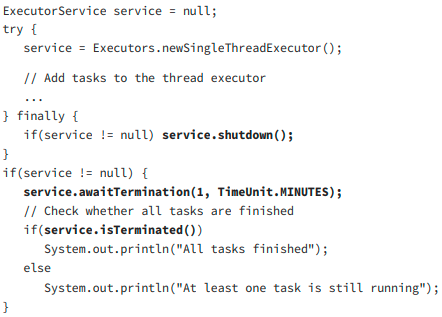 ExecutorService service = null;
try {
   service = Executors.newSingleThreadExecutor();
   // Add tasks to the thread executor
   ...
} finally {
   if(service != null) service.shutdown();
}
if(service != null) {
   service.awaitTermination(1, TimeUnit.MINUTES);
   // Check whether all tasks are finished
   if(service.isTerminated())
      System.out.println("All tasks finished");
   else
      System.out.println("At least one task is still running");
}